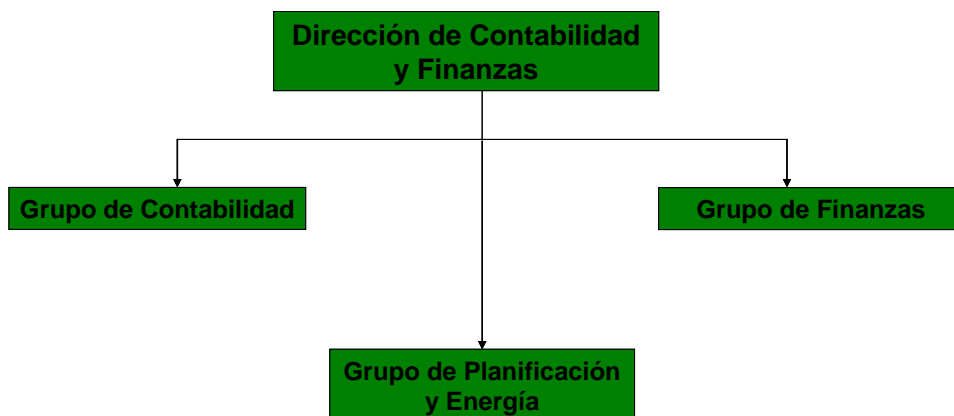 Dirección de Contabilidad
y Finanzas
Grupo de Contabilidad
Grupo de Finanzas
Grupo de Planificación
y Energía